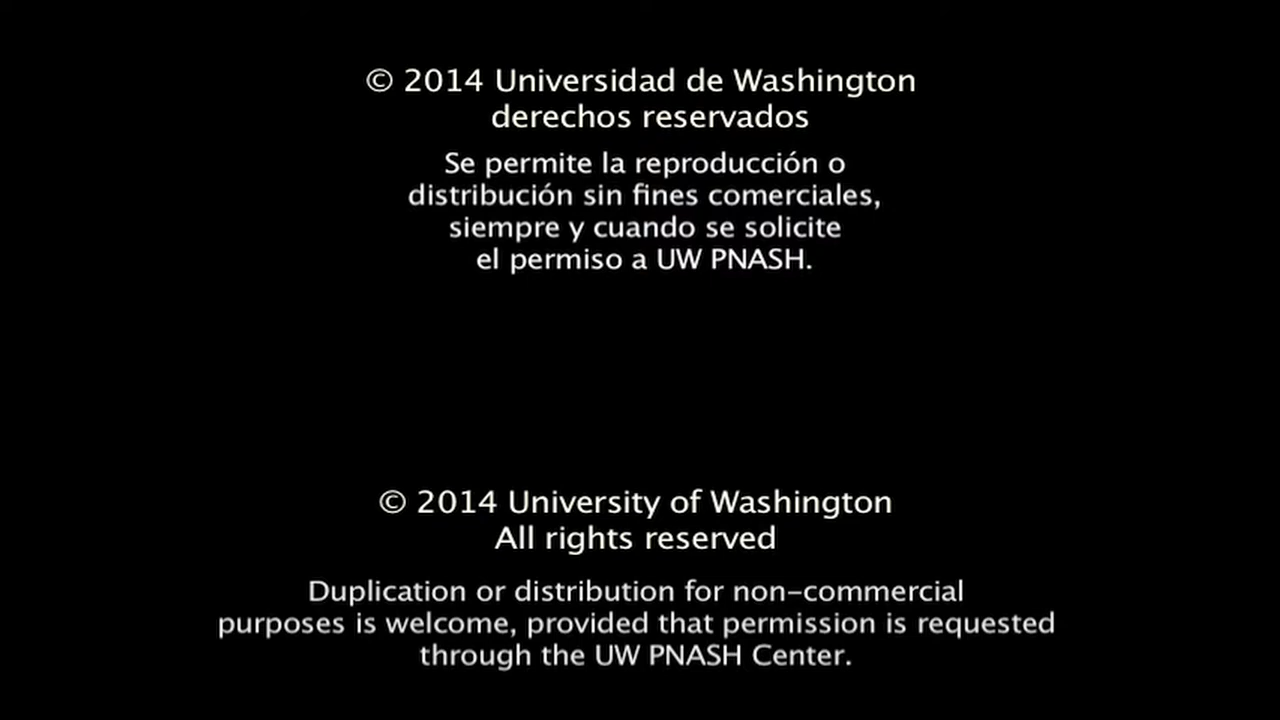 © 2014 Universidad de Washington
derechos reservados
Se permite la reproducción o
distribución sin fines comerciales,
siempre y cuando se solicite
el permiso a UW PNASH.
© 2014 University of Washington
All rights reserved
Duplication or distribution for non-commercial
purposes is welcome, provided that permission is requested
through the UW PNASH Center.